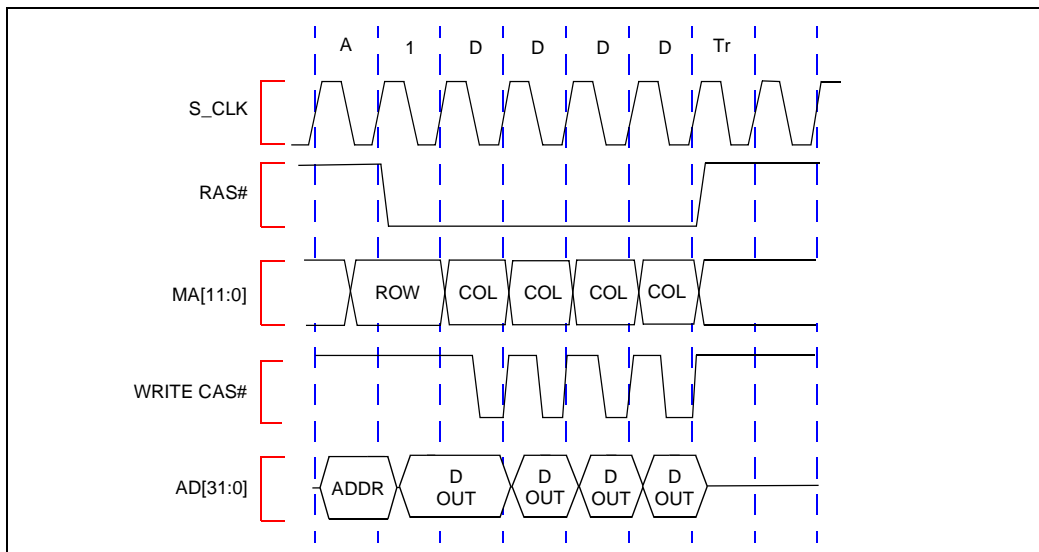 A 1 D D D D Tr
S_CLK
RAS#
MA[11:0] ROW COL COL COL COL
WRITE CAS#
AD[31:0] ADDR D OUT D OUT D OUT D OUT